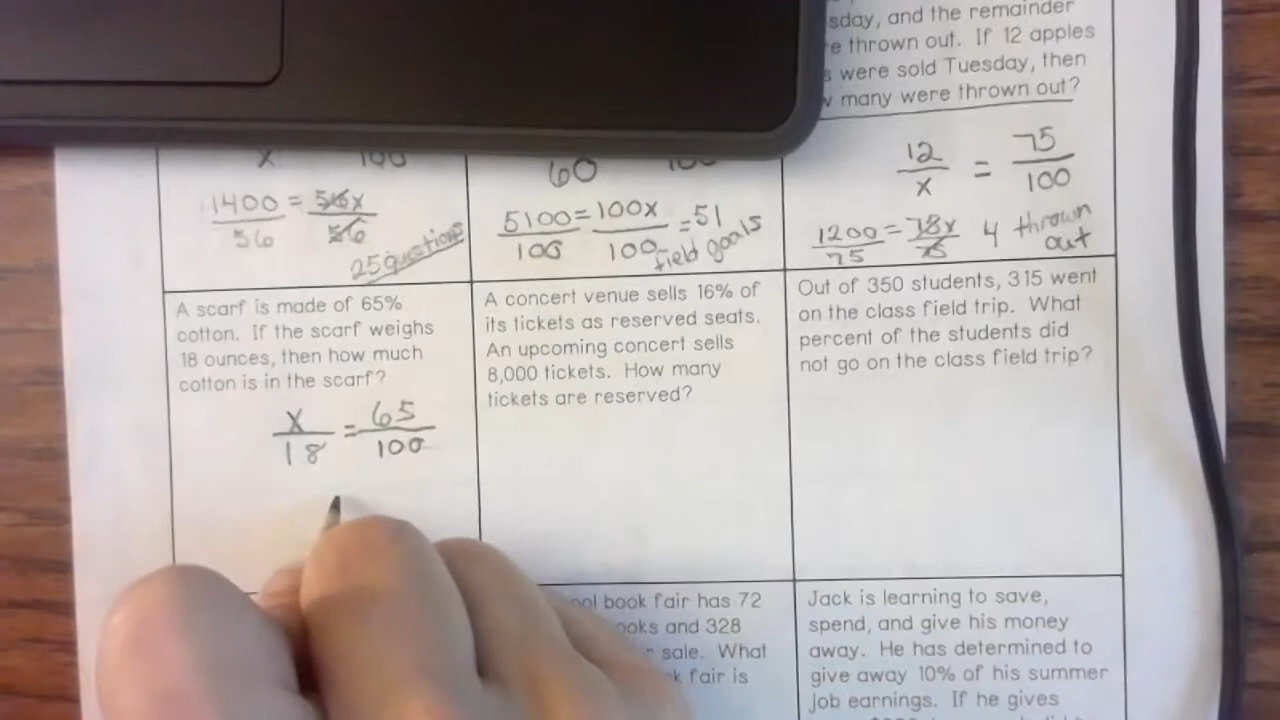 sday, and the remainder
e thrown out. If 12 apples
s were sold Tuesday, then
many were thrown out?
12 / x = 75 / 100
x 100
60 100
1400 / 56 = 56x / 56
25 questions
5100 / 100 = 100x / 100 = 51
field goals
1200 / 75 = 75x / 75 4 thrown
out
A scarf is made of 65%
cotton. If the scarf weighs
18 ounces, then how much
cotton is in the scarf?
x / 18 = 65 / 100
A concert venue sells 16% of
its tickets as reserved seats.
An upcoming concert sells
8,000 tickets. How many
tickets are reserved?
Out of 350 students, 315 went
on the class field trip. What
percent of the students did
not go on the class field trip?
ol book fair has 72
ooks and 328
sale. What
k fair is
Jack is learning to save,
spend, and give his money
away. He has determined to
give away 10% of his summer
job earnings. If he gives